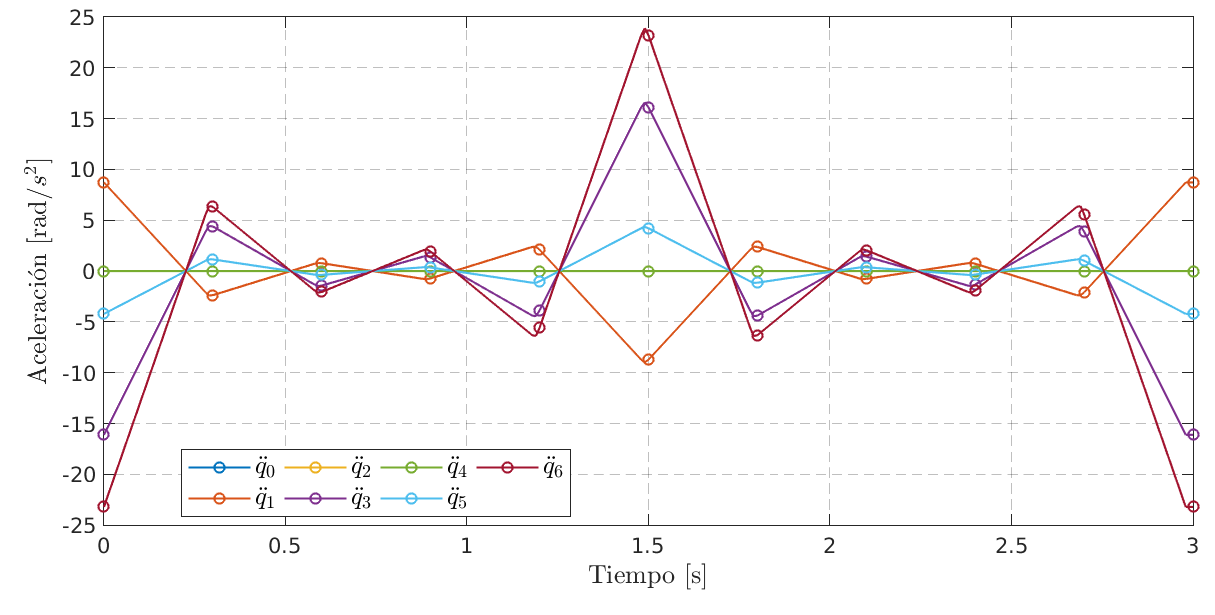 25
20
15
10
5
0
-5
-10
-15
-20
-25
Aceleración [rad/s²]
q̈₀ q̈₂ q̈₄ q̈₆
q̈₁ q̈₃ q̈₅
0 0.5 1 1.5 2 2.5 3
Tiempo [s]